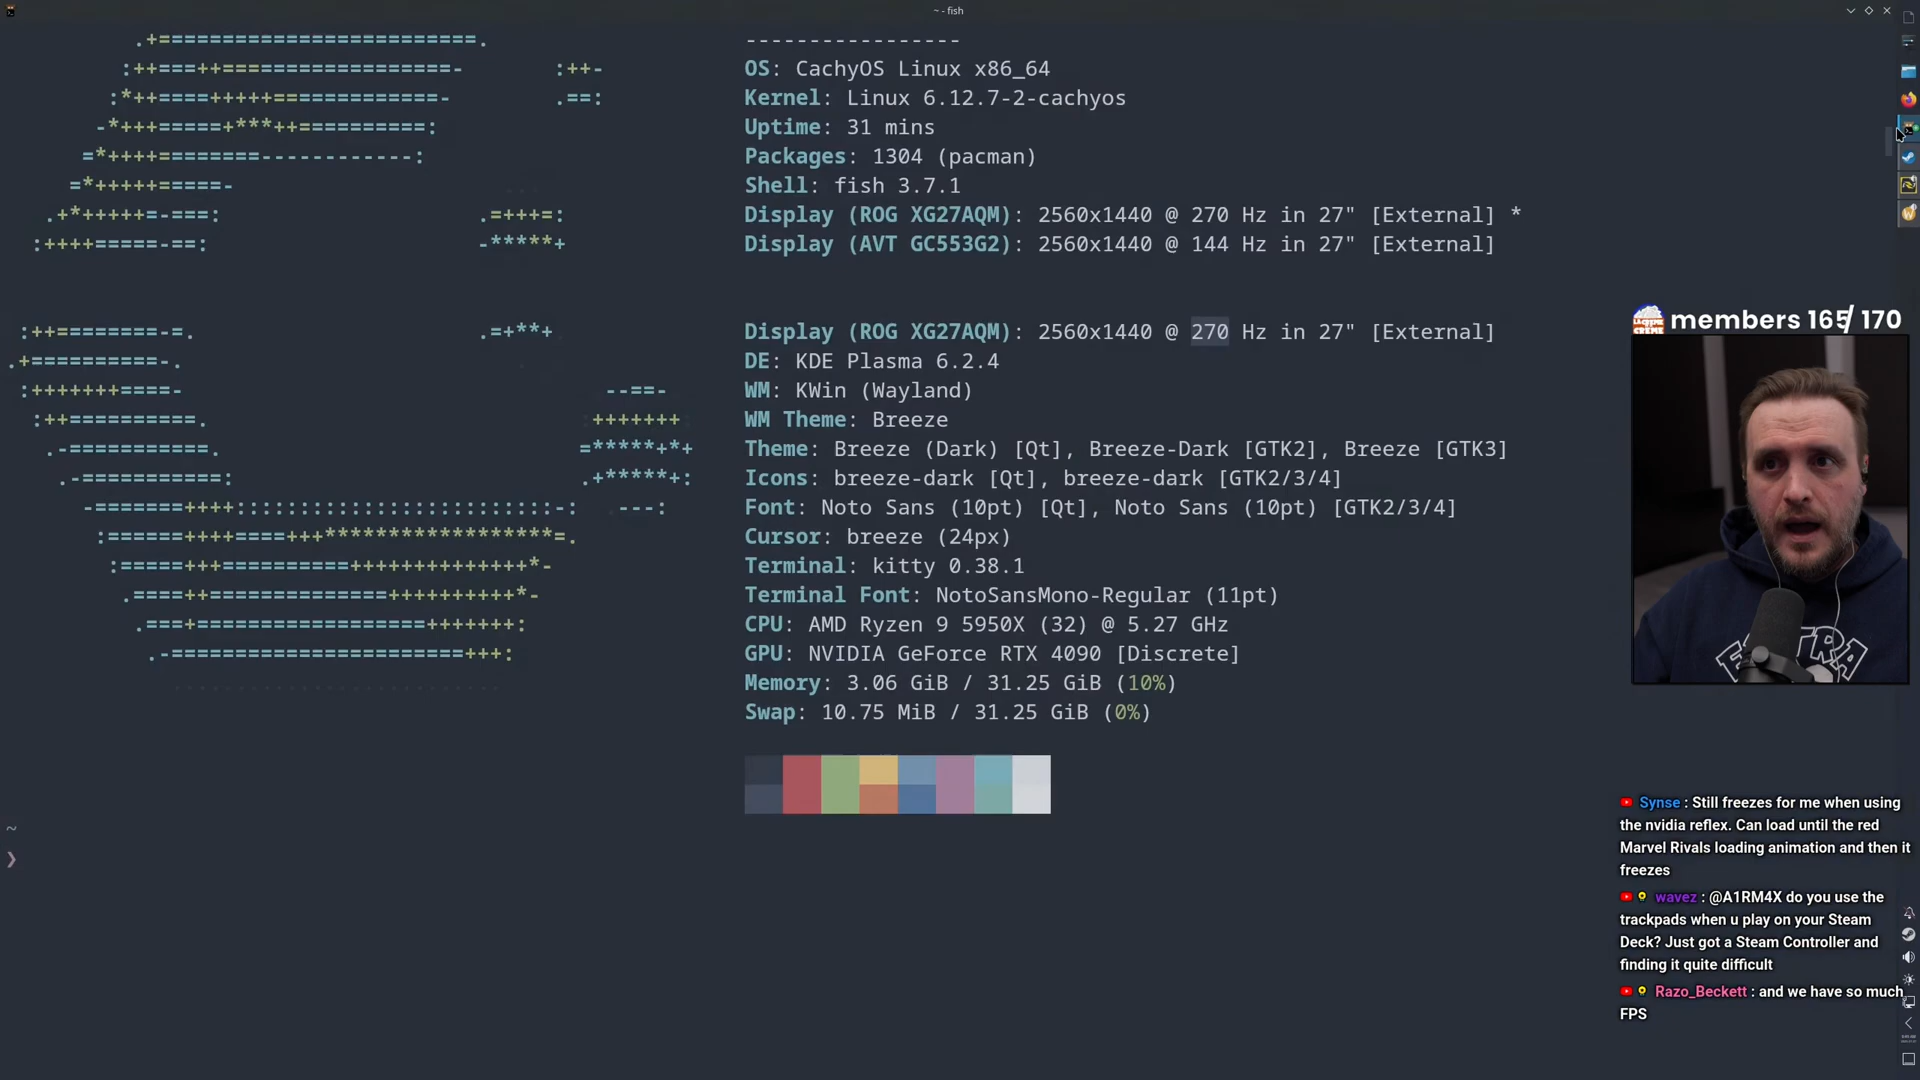 ~ - fish
----------------
OS: CachyOS Linux x86_64
Kernel: Linux 6.12.7-2-cachyos
Uptime: 31 mins
Packages: 1304 (pacman)
Shell: fish 3.7.1
Display (ROG XG27AQM): 2560x1440 @ 270 Hz in 27" [External] *
Display (AVT GC553G2): 2560x1440 @ 144 Hz in 27" [External]
Display (ROG XG27AQM): 2560x1440 @ 270 Hz in 27" [External]
DE: KDE Plasma 6.2.4
WM: KWin (Wayland)
WM Theme: Breeze
Theme: Breeze (Dark) [Qt], Breeze-Dark [GTK2], Breeze [GTK3]
Icons: breeze-dark [Qt], breeze-dark [GTK2/3/4]
Font: Noto Sans (10pt) [Qt], Noto Sans (10pt) [GTK2/3/4]
Cursor: breeze (24px)
Terminal: kitty 0.38.1
Terminal Font: NotoSansMono-Regular (11pt)
CPU: AMD Ryzen 9 5950X (32) @ 5.27 GHz
GPU: NVIDIA GeForce RTX 4090 [Discrete]
Memory: 3.06 GiB / 31.25 GiB (10%)
Swap: 10.75 MiB / 31.25 GiB (0%)
~
❯
members 165/ 170
Synse : Still freezes for me when using
the nvidia reflex. Can load until the red
Marvel Rivals loading animation and then it
freezes
wavez : @A1RM4X do you use the
trackpads when u play on your Steam
Deck? Just got a Steam Controller and
finding it quite difficult
Razo_Beckett : and we have so much
FPS